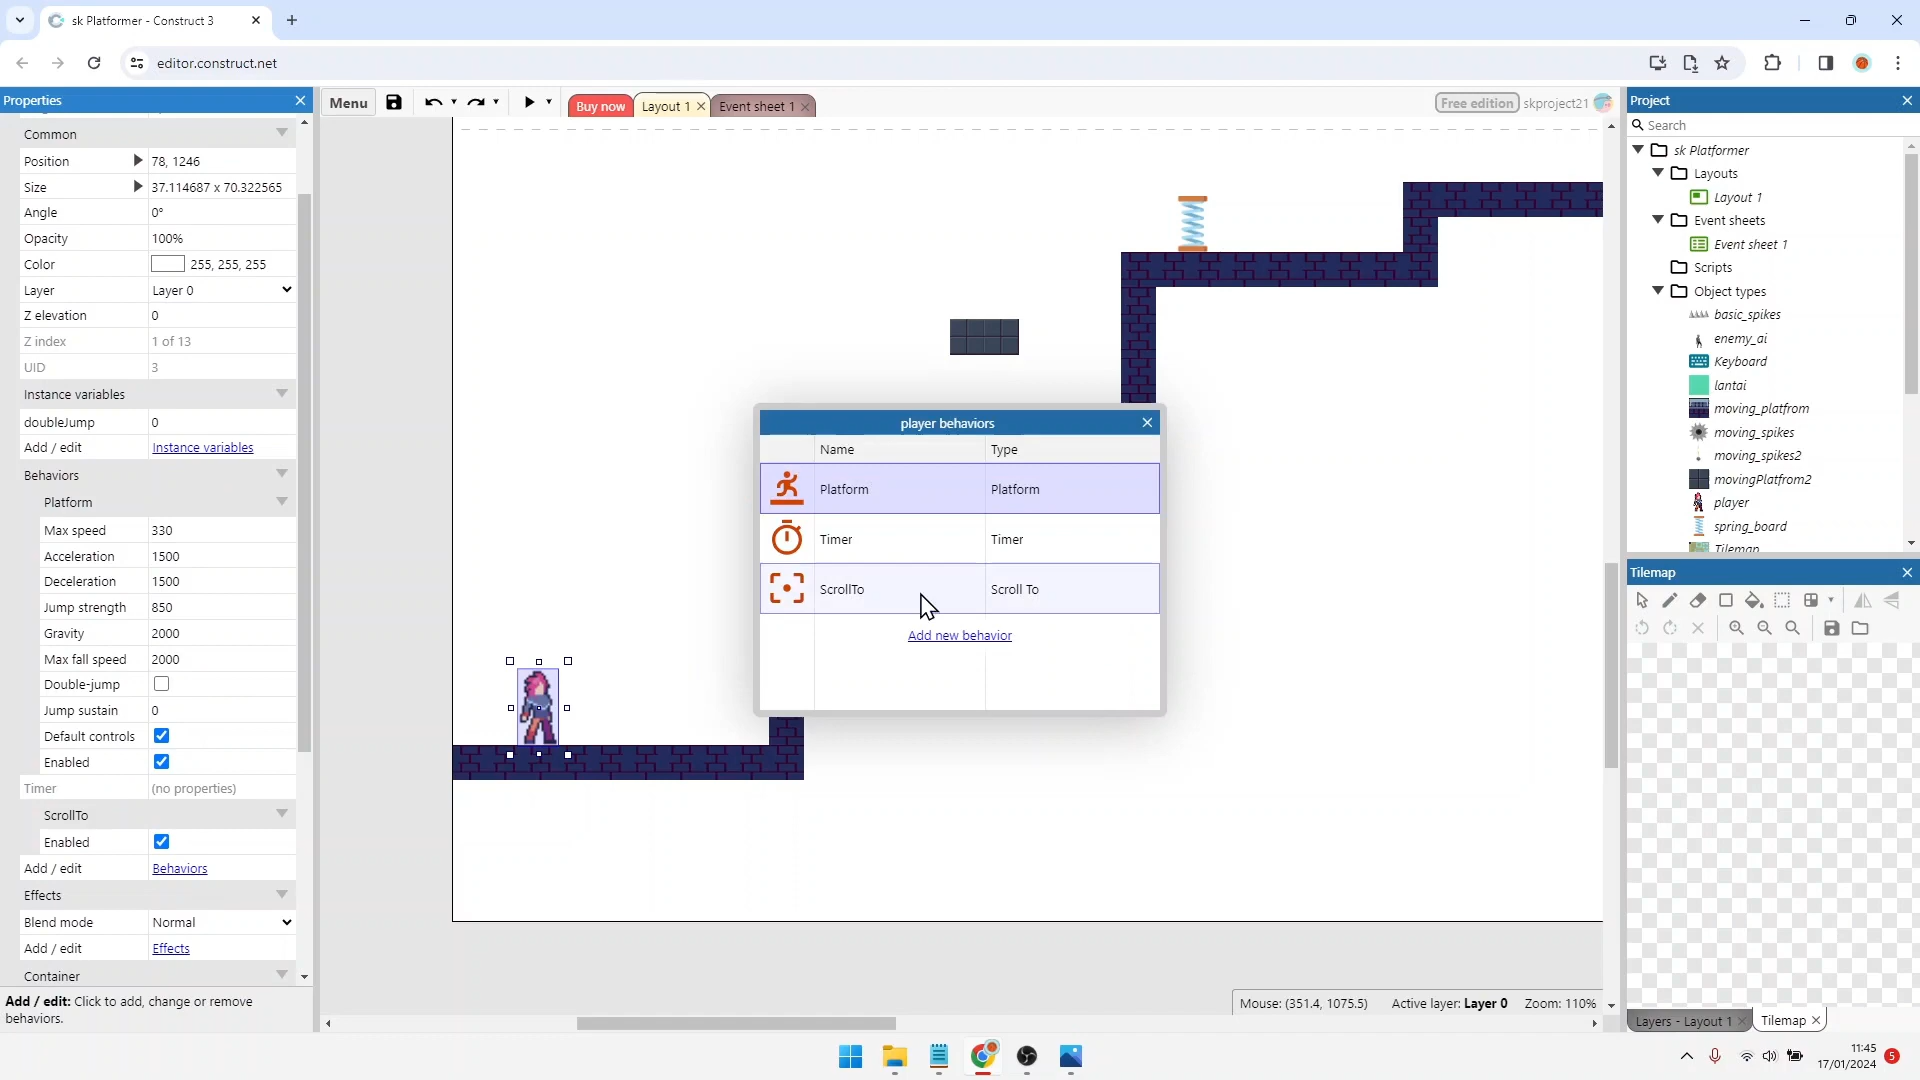 sk Platformer - Construct 3
editor.construct.net
Properties
Menu
Buy now
Layout 1
Event sheet 1
Free edition
skproject21
Project
Common
Position 78, 1246
Size 37.114687 x 70.322565
Angle 0°
Opacity 100%
Color 255, 255, 255
Layer Layer 0
Z elevation 0
Z index 1 of 13
UID 3
Instance variables
doubleJump 0
Add / edit Instance variables
Behaviors
Platform
Max speed 330
Acceleration 1500
Deceleration 1500
Jump strength 850
Gravity 2000
Max fall speed 2000
Double-jump
Jump sustain 0
Default controls
Enabled
Timer (no properties)
ScrollTo
Enabled
Add / edit Behaviors
Effects
Blend mode Normal
Add / edit Effects
Container
Add / edit: Click to add, change or remove
behaviors.
player behaviors
Name Type
Platform Platform
Timer Timer
ScrollTo Scroll To
Add new behavior
Mouse: (351.4, 1075.5) Active layer: Layer 0 Zoom: 110%
Search
sk Platformer
Layouts
Layout 1
Event sheets
Event sheet 1
Scripts
Object types
basic_spikes
enemy_ai
Keyboard
lantai
moving_platfrom
moving_spikes
moving_spikes2
movingPlatfrom2
player
spring_board
Tilemap
Tilemap
Layers - Layout 1
Tilemap
11:45
17/01/2024
5